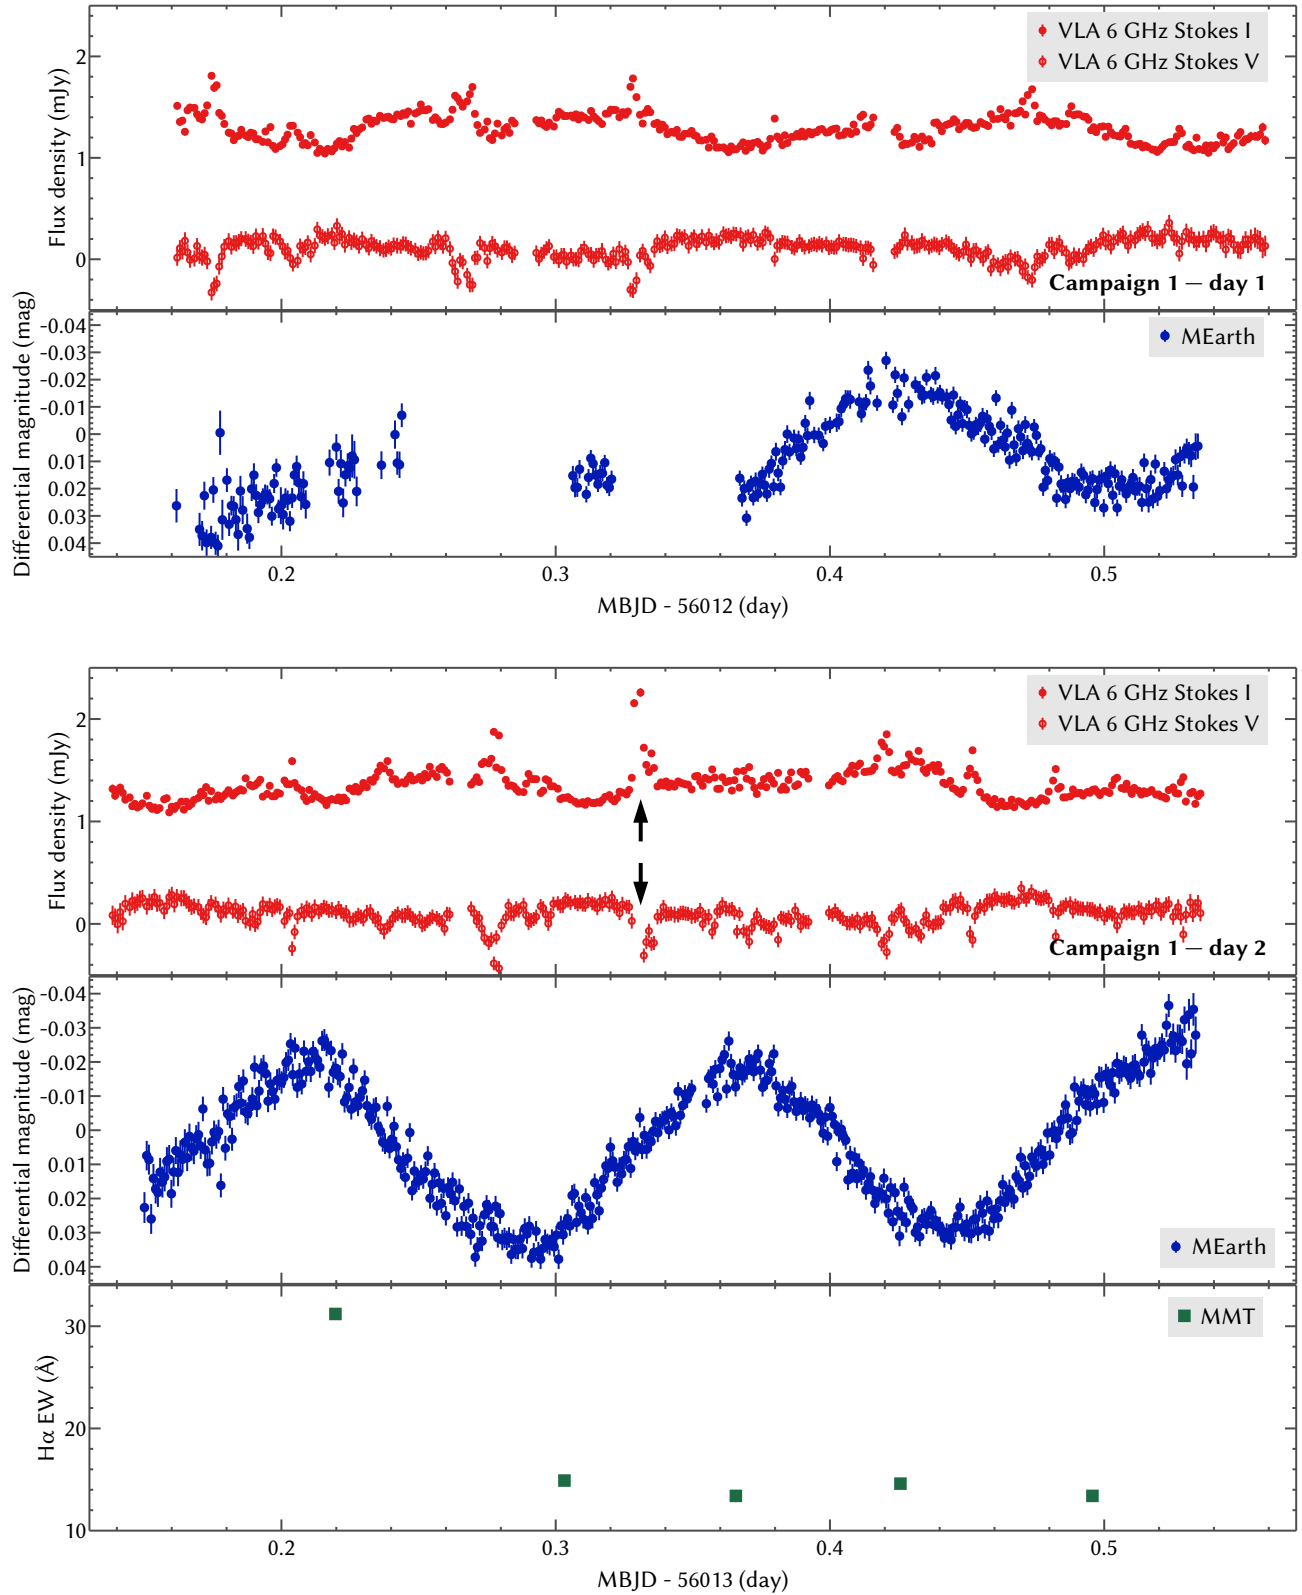 VLA 6 GHz Stokes I
VLA 6 GHz Stokes V
2
1
0
Flux density (mJy)
Campaign 1 — day 1
MEarth
-0.04
-0.03
-0.02
-0.01
0
0.01
0.02
0.03
0.04
Differential magnitude (mag)
0.2 0.3 0.4 0.5
MBJD - 56012 (day)
VLA 6 GHz Stokes I
VLA 6 GHz Stokes V
2
1
0
Flux density (mJy)
Campaign 1 — day 2
-0.04
-0.03
-0.02
-0.01
0
0.01
0.02
0.03
0.04
Differential magnitude (mag)
MEarth
MMT
30
20
10
Hα EW (Å)
0.2 0.3 0.4 0.5
MBJD - 56013 (day)